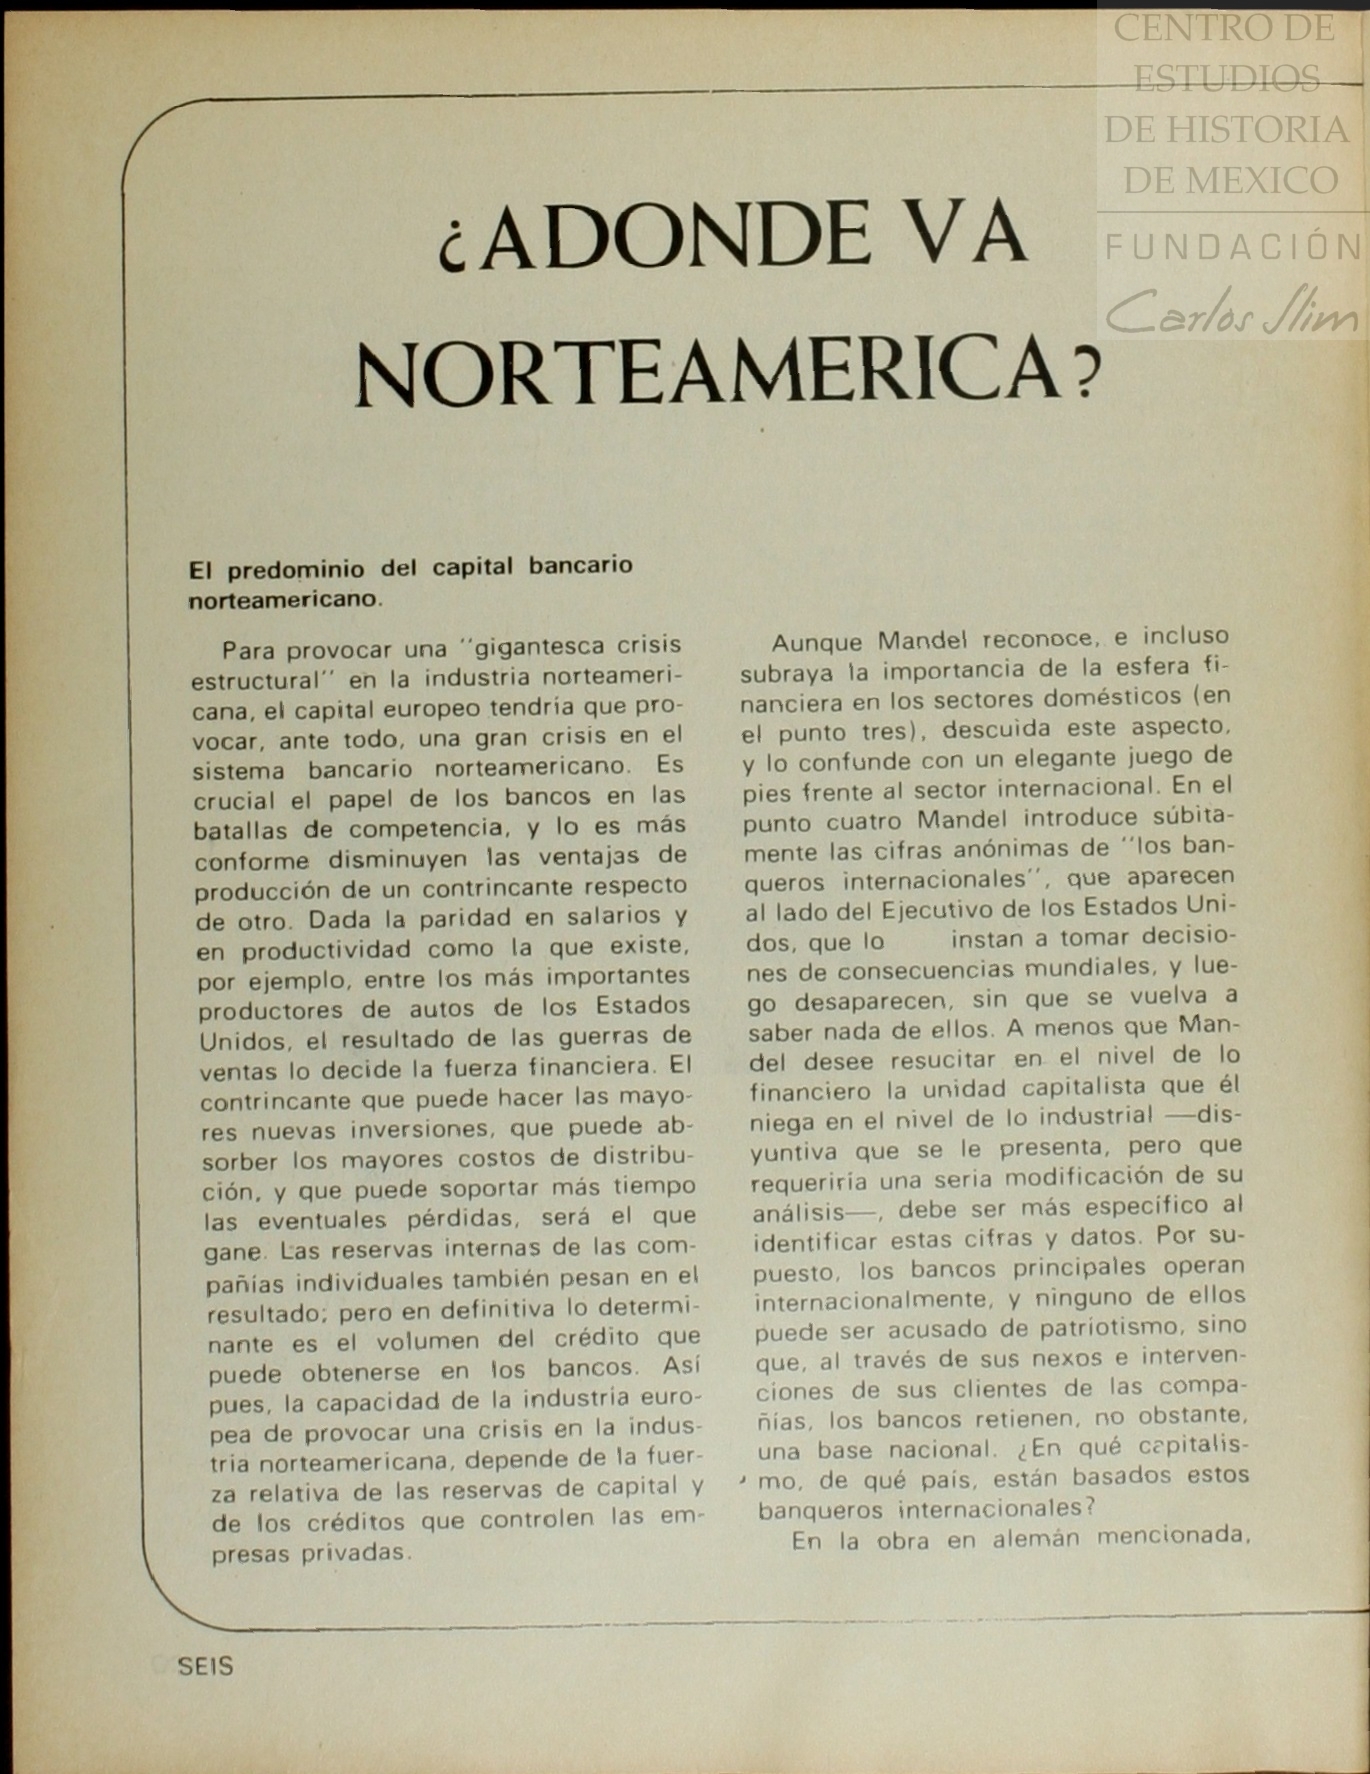 CENTRO DE
ESTUDIOS
DE HISTORIA
DE MEXICO
FUNDACIÓN
Carlos Slim
¿ADONDE VA
NORTEAMERICA?
El predominio del capital bancario
norteamericano.
Para provocar una ''gigantesca crisis
estructural'' en la industria norteameri-
cana, el capital europeo tendría que pro-
vocar, ante todo, una gran crisis en el
sistema bancario norteamericano. Es
crucial el papel de los bancos en las
batallas de competencia, y lo es más
conforme disminuyen las ventajas de
producción de un contrincante respecto
de otro. Dada la paridad en salarios y
en productividad como la que existe,
por ejemplo, entre los más importantes
productores de autos de los Estados
Unidos, el resultado de las guerras de
ventas lo decide la fuerza financiera. El
contrincante que puede hacer las mayo-
res nuevas inversiones, que puede ab-
sorber los mayores costos de distribu-
ción, y que puede soportar más tiempo
las eventuales pérdidas, será el que
gane. Las reservas internas de las com-
pañías individuales también pesan en el
resultado; pero en definitiva lo determi-
nante es el volumen del crédito que
puede obtenerse en los bancos. Así
pues, la capacidad de la industria euro-
pea de provocar una crisis en la indus-
tria norteamericana, depende de la fuer-
za relativa de las reservas de capital y
de los créditos que controlen las em-
presas privadas.
Aunque Mandel reconoce, e incluso
subraya la importancia de la esfera fi-
nanciera en los sectores domésticos (en
el punto tres), descuida este aspecto,
y lo confunde con un elegante juego de
pies frente al sector internacional. En el
punto cuatro Mandel introduce súbita-
mente las cifras anónimas de ''los ban-
queros internacionales'', que aparecen
al lado del Ejecutivo de los Estados Uni-
dos, que lo instan a tomar decisio-
nes de consecuencias mundiales, y lue-
go desaparecen, sin que se vuelva a
saber nada de ellos. A menos que Man-
del desee resucitar en el nivel de lo
financiero la unidad capitalista que él
niega en el nivel de lo industrial —dis-
yuntiva que se le presenta, pero que
requeriría una seria modificación de su
análisis—, debe ser más específico al
identificar estas cifras y datos. Por su-
puesto, los bancos principales operan
internacionalmente, y ninguno de ellos
puede ser acusado de patriotismo, sino
que, al través de sus nexos e interven-
ciones de sus clientes de las compa-
ñías, los bancos retienen, no obstante,
una base nacional. ¿En qué capitalis-
mo, de qué país, están basados estos
banqueros internacionales?
En la obra en alemán mencionada,
SEIS